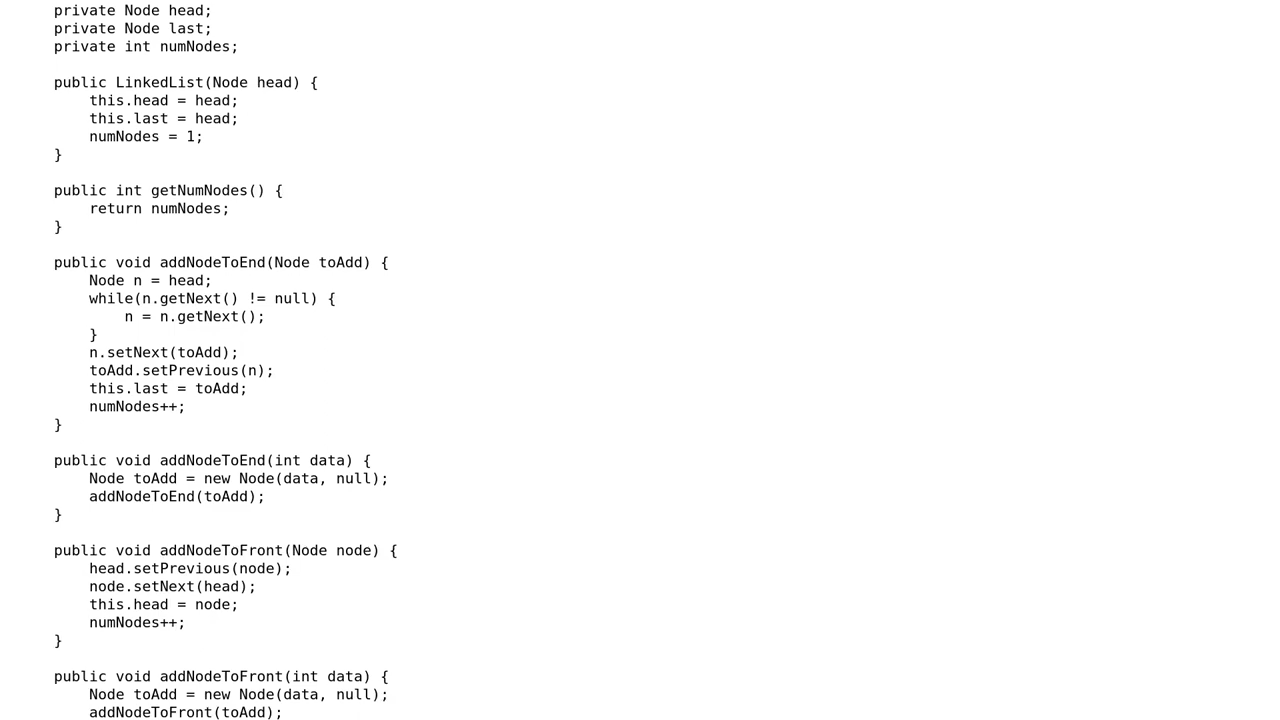 private Node head;
private Node last;
private int numNodes;
public LinkedList(Node head) {
this.head = head;
this.last = head;
numNodes = 1;
}
public int getNumNodes() {
return numNodes;
}
public void addNodeToEnd(Node toAdd) {
Node n = head;
while(n.getNext() != null) {
n = n.getNext();
}
n.setNext(toAdd);
toAdd.setPrevious(n);
this.last = toAdd;
numNodes++;
}
public void addNodeToEnd(int data) {
Node toAdd = new Node(data, null);
addNodeToEnd(toAdd);
}
public void addNodeToFront(Node node) {
head.setPrevious(node);
node.setNext(head);
this.head = node;
numNodes++;
}
public void addNodeToFront(int data) {
Node toAdd = new Node(data, null);
addNodeToFront(toAdd);